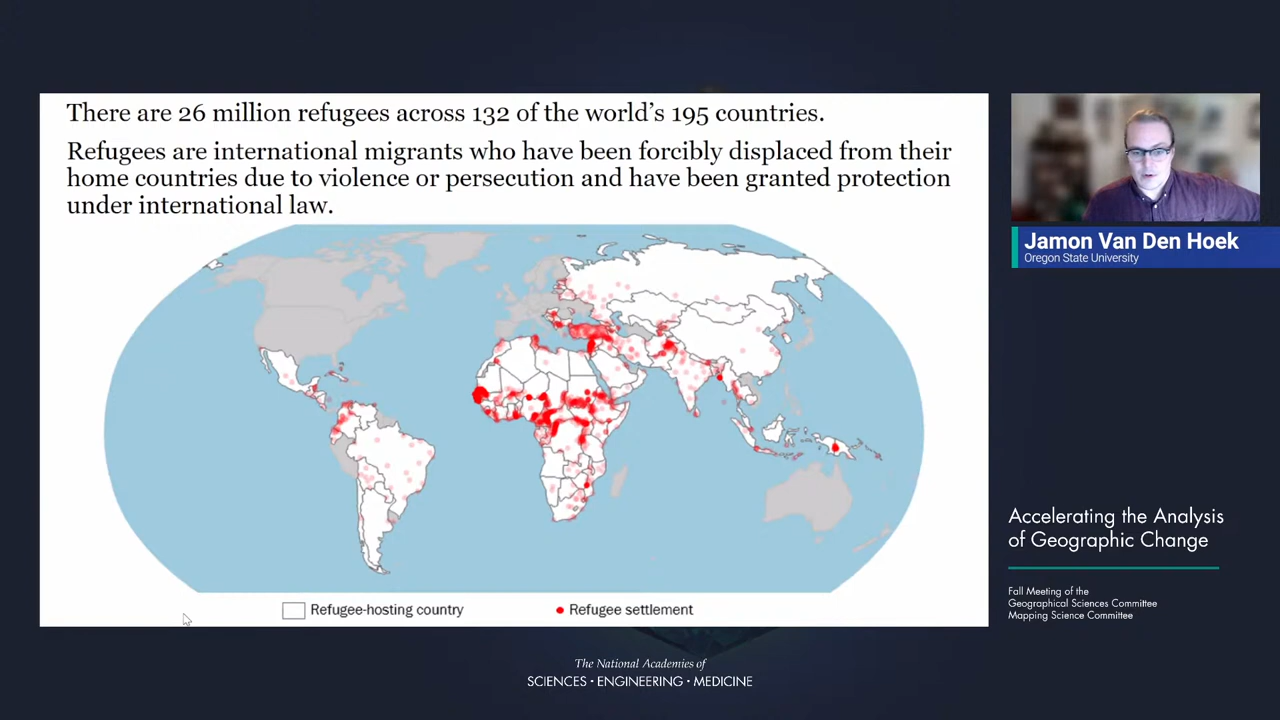 There are 26 million refugees across 132 of the world’s 195 countries.
Refugees are international migrants who have been forcibly displaced from their
home countries due to violence or persecution and have been granted protection
under international law.
Refugee-hosting country
Refugee settlement
Jamon Van Den Hoek
Oregon State University
Accelerating the Analysis
of Geographic Change
Fall Meeting of the
Geographical Sciences Committee
Mapping Science Committee
The National Academies of
SCIENCES • ENGINEERING • MEDICINE